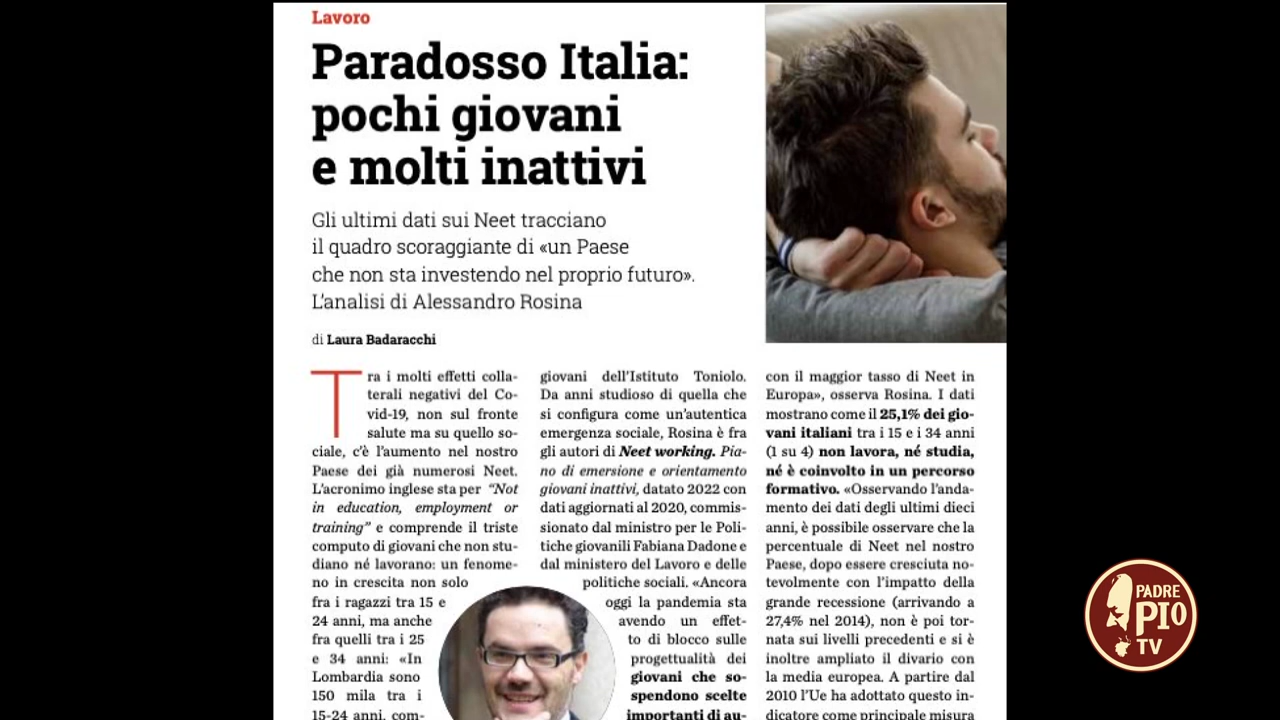 Lavoro
Paradosso Italia:
pochi giovani
e molti inattivi
Gli ultimi dati sui Neet tracciano
il quadro scoraggiante di «un Paese
che non sta investendo nel proprio futuro».
L'analisi di Alessandro Rosina
di Laura Badaracchi
Tra i molti effetti colla-
terali negativi del Co-
vid-19, non sul fronte
salute ma su quello so-
ciale, c'è l'aumento nel nostro
Paese dei già numerosi Neet.
L'acronimo inglese sta per "Not
in education, employment or
training" e comprende il triste
computo di giovani che non stu-
diano né lavorano: un fenome-
no in crescita non solo
fra i ragazzi tra 15 e
24 anni, ma anche
fra quelli tra i 25
e 34 anni: «In
Lombardia sono
150 mila tra i
15-24 anni, com-
giovani dell'Istituto Toniolo.
Da anni studioso di quella che
si configura come un'autentica
emergenza sociale, Rosina è fra
gli autori di Neet working. Pia-
no di emersione e orientamento
giovani inattivi, datato 2022 con
dati aggiornati al 2020, commis-
sionato dal ministro per le Poli-
tiche giovanili Fabiana Dadone e
dal ministero del Lavoro e delle
politiche sociali. «Ancora
oggi la pandemia sta
avendo un effet-
to di blocco sulle
progettualità dei
giovani che so-
spendono scelte
importanti di au-
con il maggior tasso di Neet in
Europa», osserva Rosina. I dati
mostrano come il 25,1% dei gio-
vani italiani tra i 15 e i 34 anni
(1 su 4) non lavora, né studia,
né è coinvolto in un percorso
formativo. «Osservando l'anda-
mento dei dati degli ultimi dieci
anni, è possibile osservare che la
percentuale di Neet nel nostro
Paese, dopo essere cresciuta no-
tevolmente con l'impatto della
grande recessione (arrivando a
27,4% nel 2014), non è poi tor-
nata sui livelli precedenti e si è
inoltre ampliato il divario con
la media europea. A partire dal
2010 l'Ue ha adottato questo in-
dicatore come principale misura
PADRE
PIO
TV